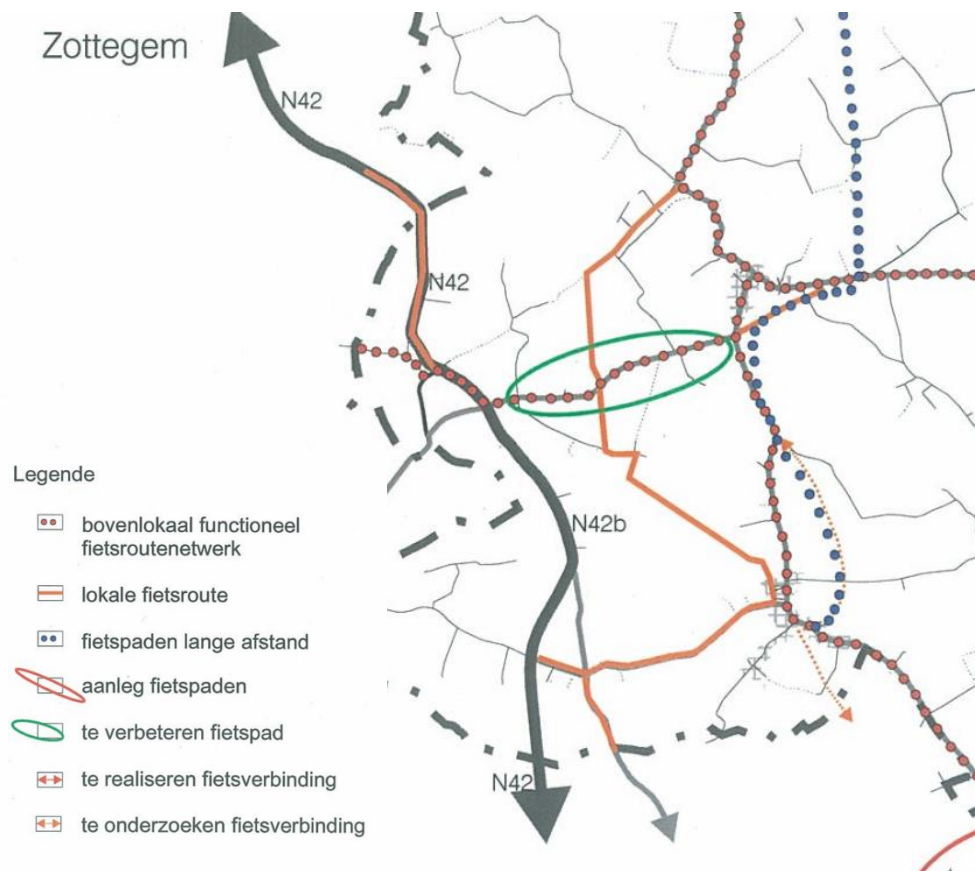 Zottegem
N42
N42
N42b
N42
Legende
bovenlokaal functioneel
fietsroutenetwerk
lokale fietsroute
fietspaden lange afstand
aanleg fietspaden
te verbeteren fietspad
te realiseren fietsverbinding
te onderzoeken fietsverbinding